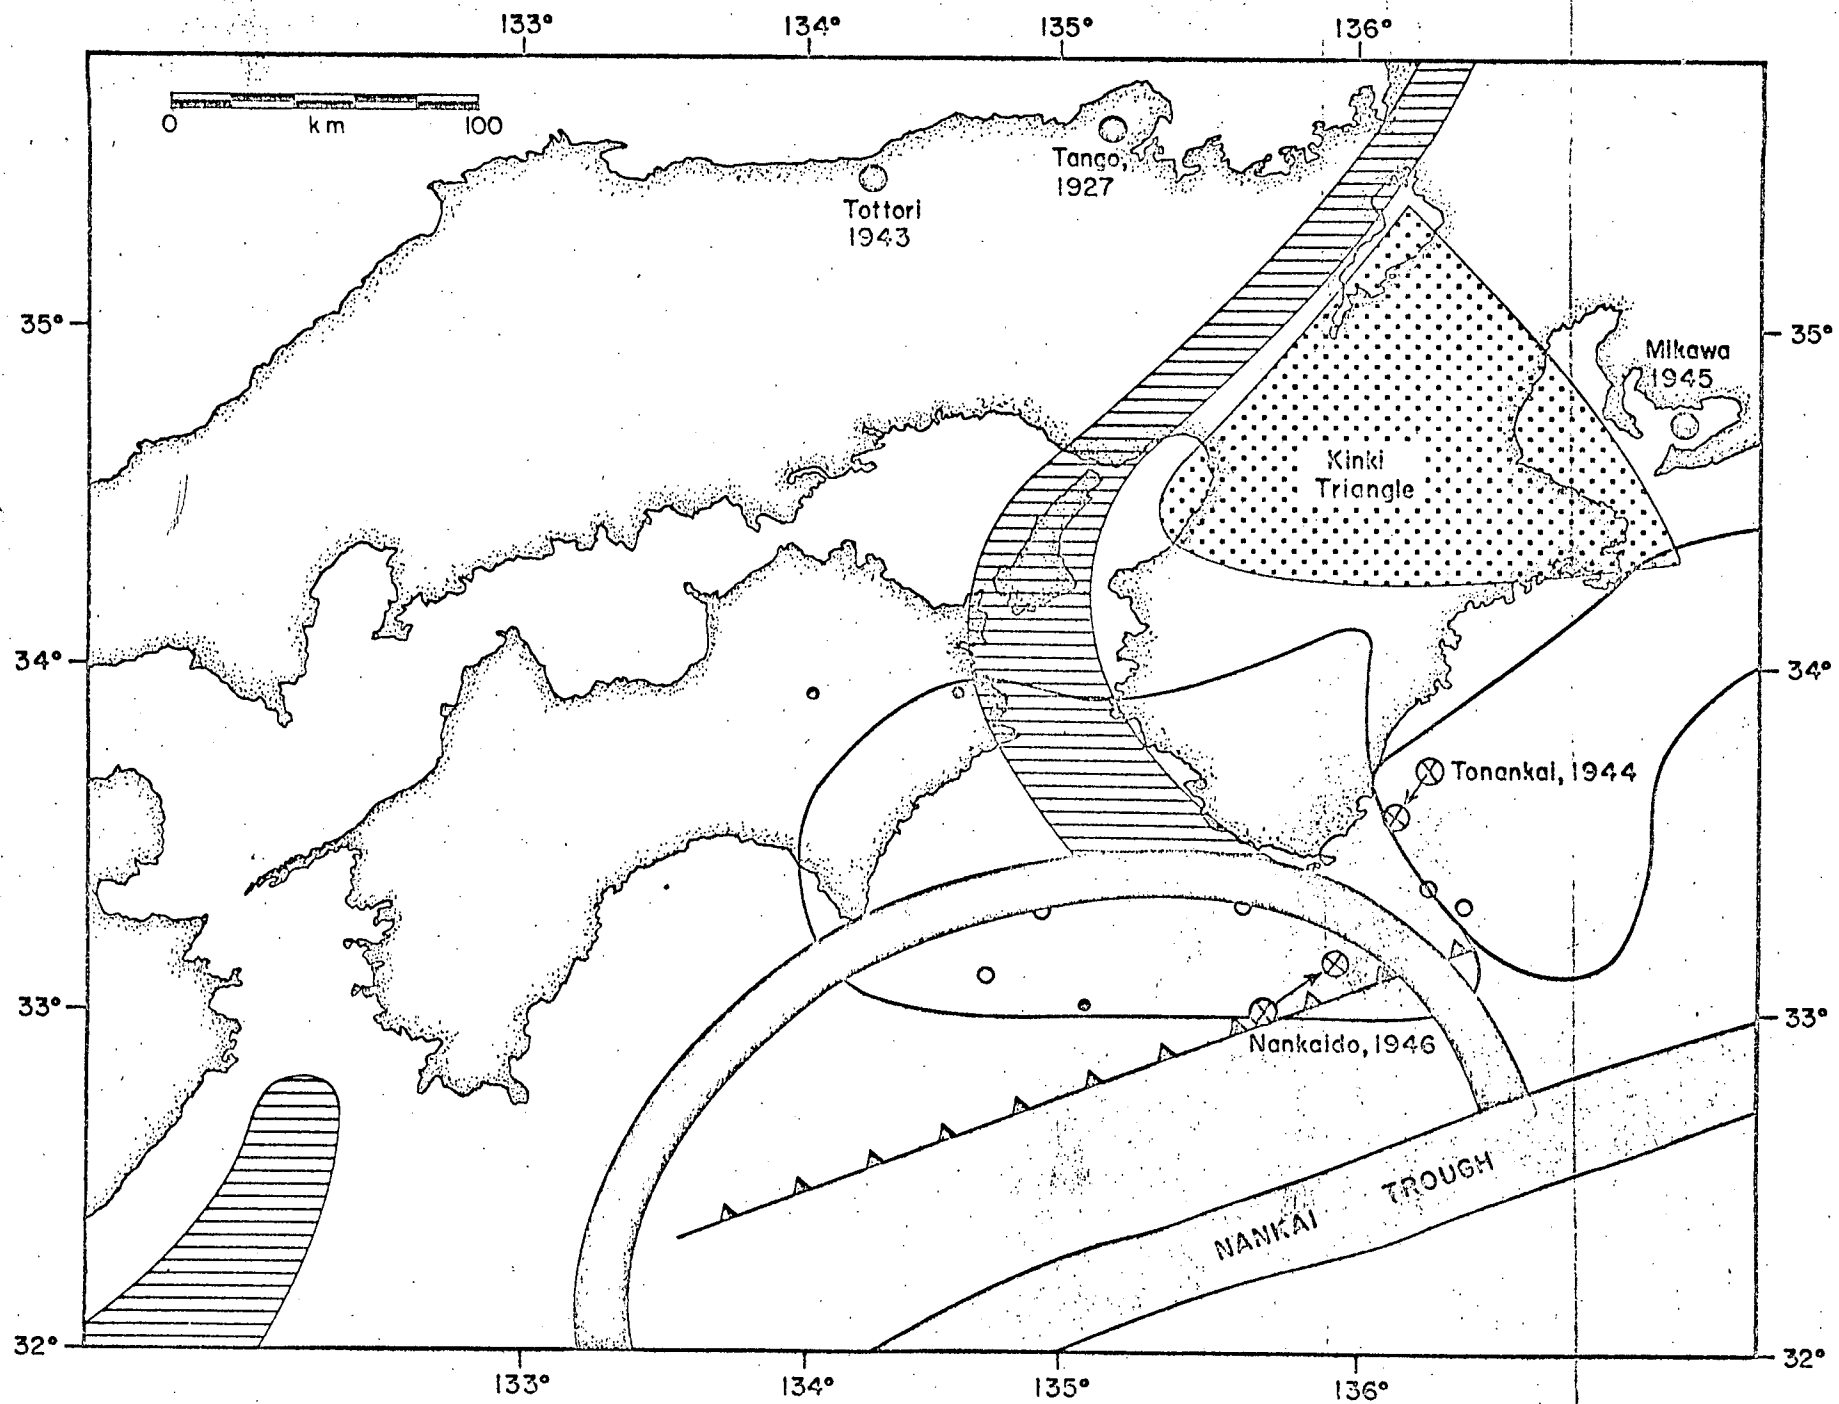 133° 134° 135° 136°
0 km 100
Tango,
1927
Tottori
1943
35° 35°
Mikawa
1945
Kinki
Triangle
34° 34°
Tonankai, 1944
33° 33°
Nankaido, 1946
NANKAI TROUGH
32° 32°
133° 134° 135° 136°